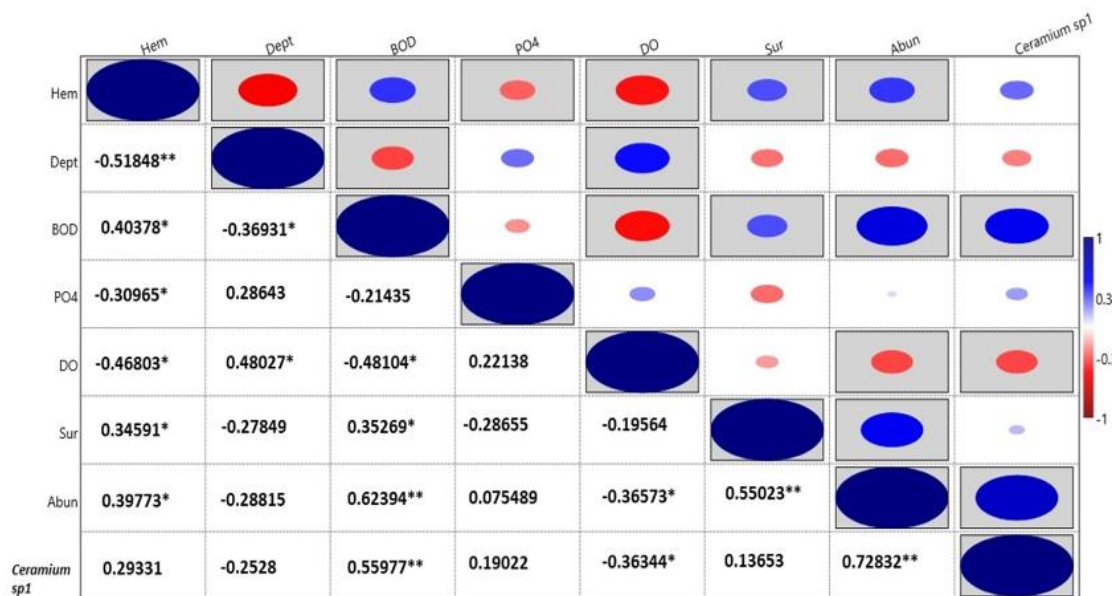 Hem Dept BOD PO4 DO Sur Abun Ceramium sp1
Hem
Dept -0.51848**
BOD 0.40378* -0.36931*
1
PO4 -0.30965* 0.28643 -0.21435
0.3
DO -0.46803* 0.48027* -0.48104* 0.22138
-0.3
-1
Sur 0.34591* -0.27849 0.35269* -0.28655 -0.19564
Abun 0.39773* -0.28815 0.62394** 0.075489 -0.36573* 0.55023**
Ceramium 0.29331 -0.2528 0.55977** 0.19022 -0.36344* 0.13653 0.72832**
sp1